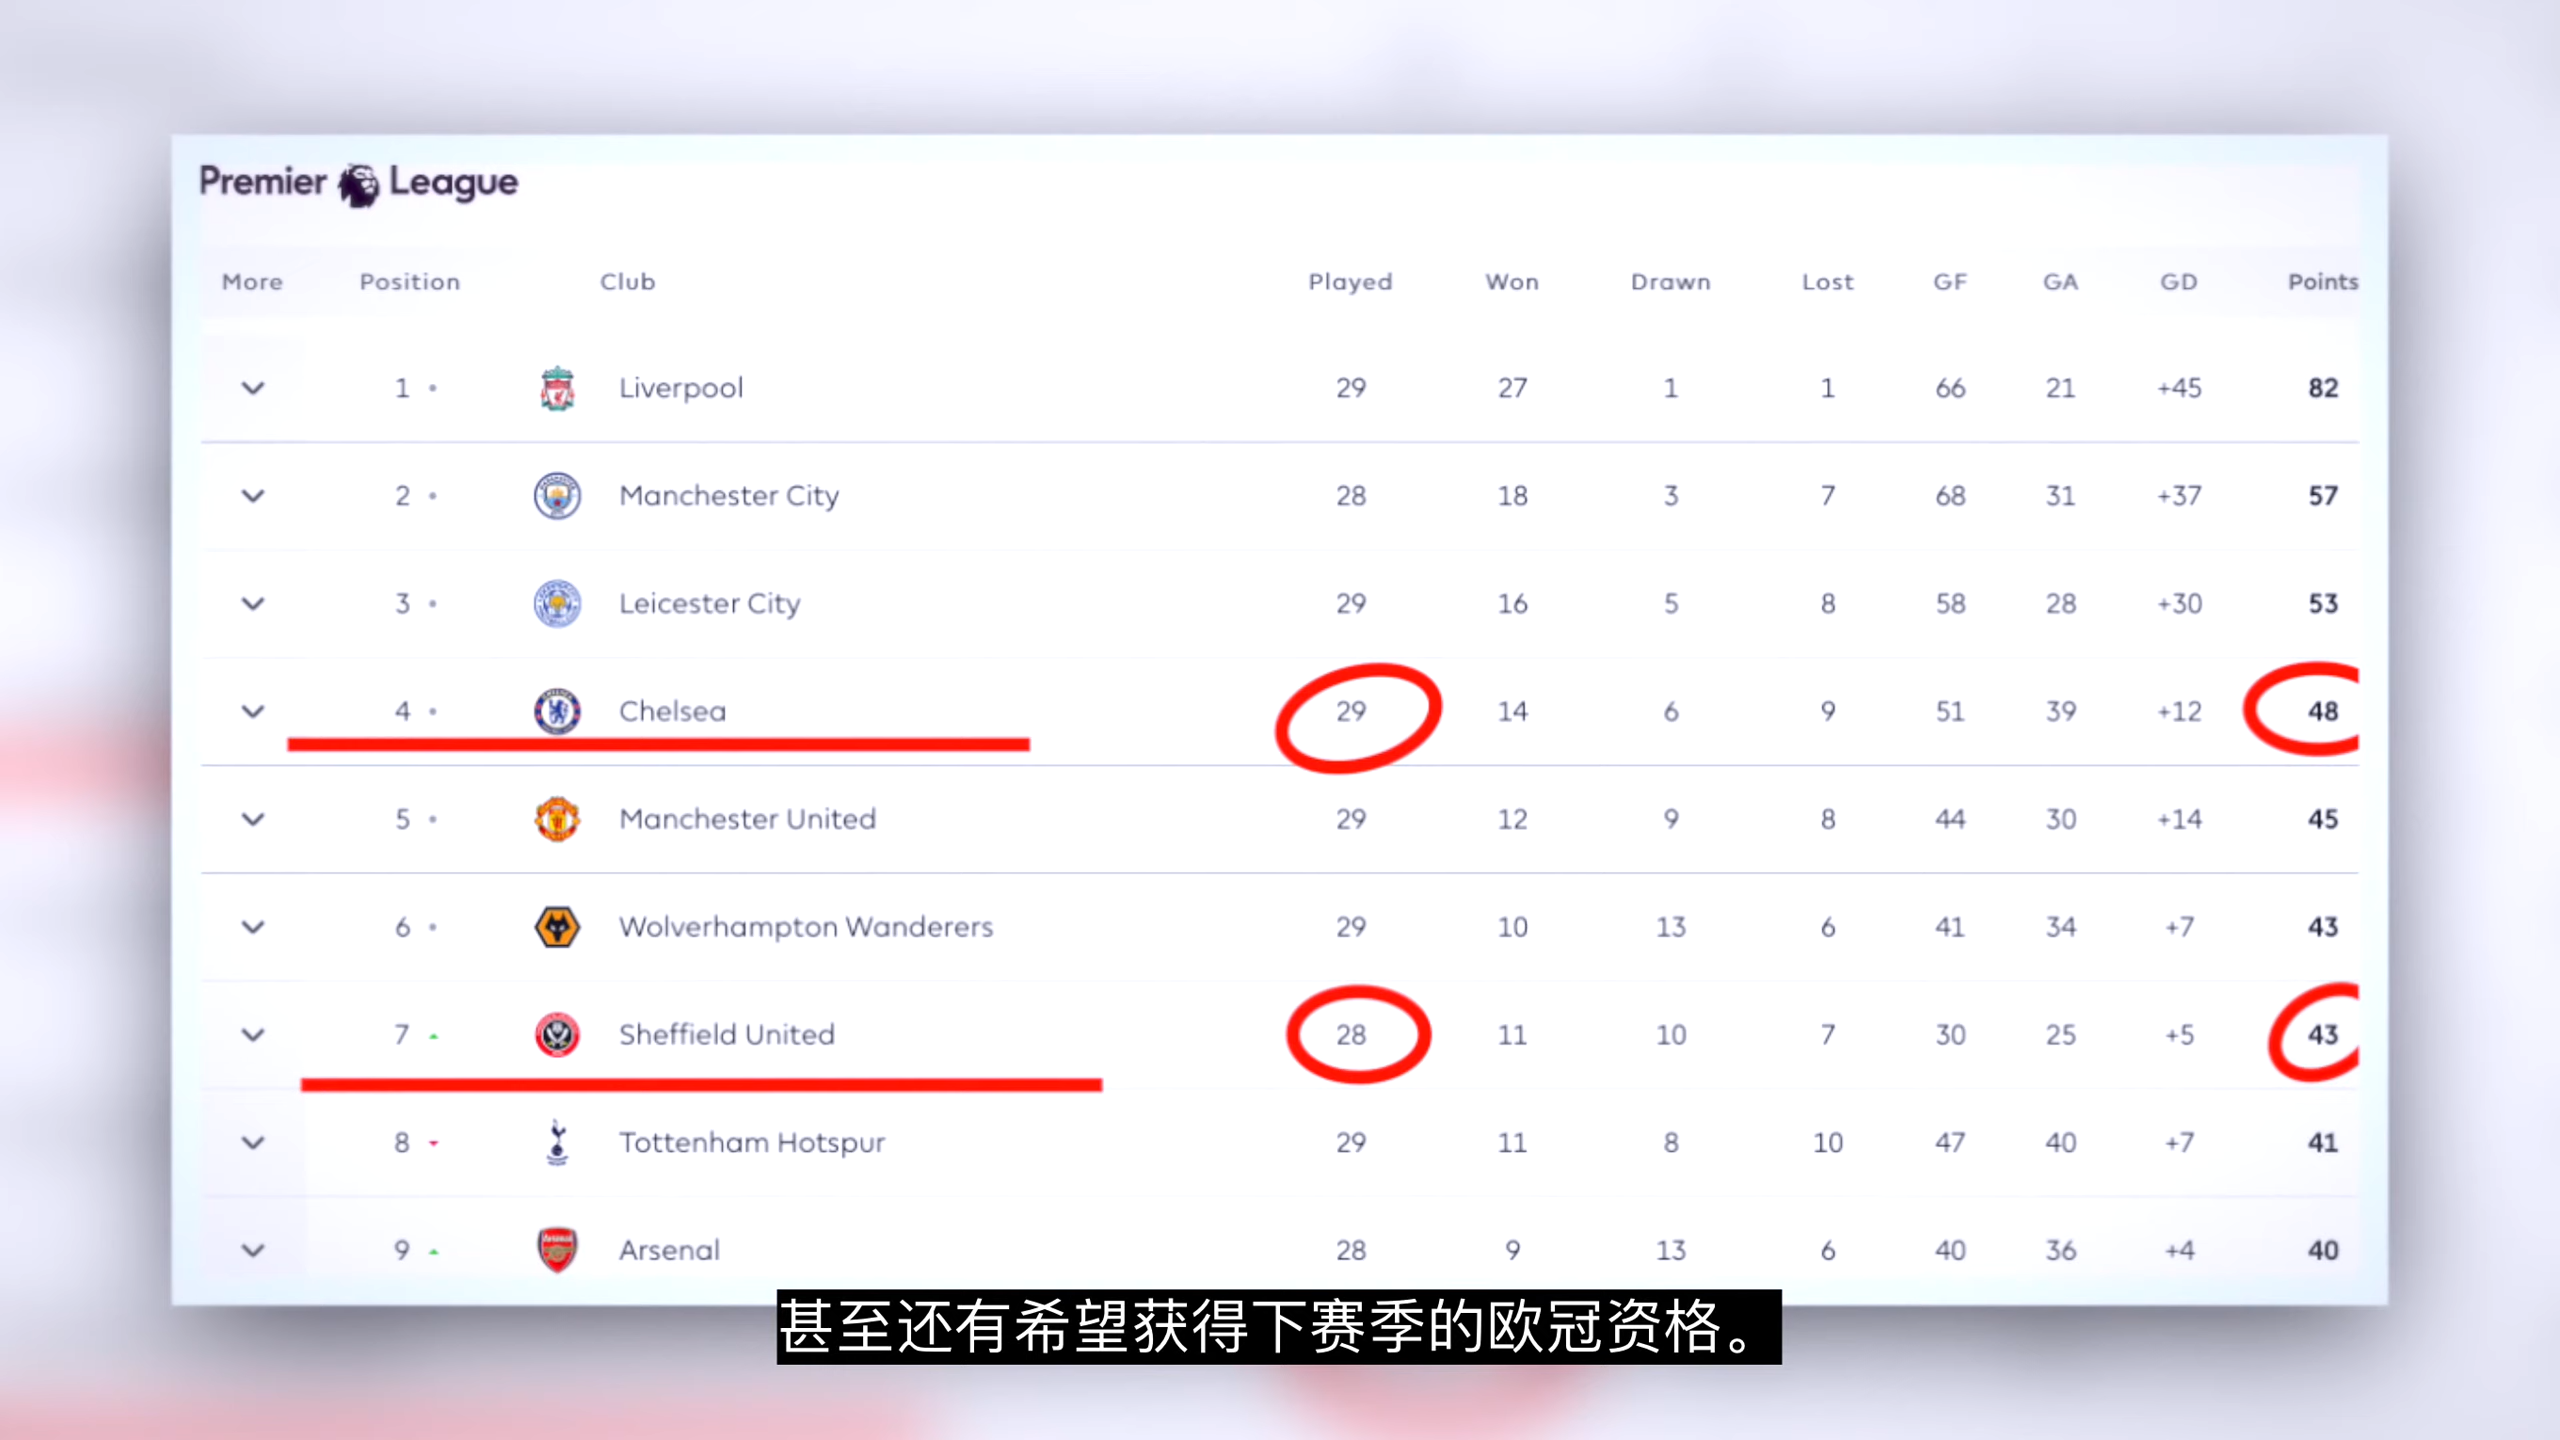 Premier League
More Position Club Played Won Drawn Lost GF GA GD Points
1 Liverpool 29 27 1 1 66 21 +45 82
2 Manchester City 28 18 3 7 68 31 +37 57
3 Leicester City 29 16 5 8 58 28 +30 53
4 Chelsea 29 14 6 9 51 39 +12 48
5 Manchester United 29 12 9 8 44 30 +14 45
6 Wolverhampton Wanderers 29 10 13 6 41 34 +7 43
7 Sheffield United 28 11 10 7 30 25 +5 43
8 Tottenham Hotspur 29 11 8 10 47 40 +7 41
9 Arsenal 28 9 13 6 40 36 +4 40
甚至还有希望获得下赛季的欧冠资格。